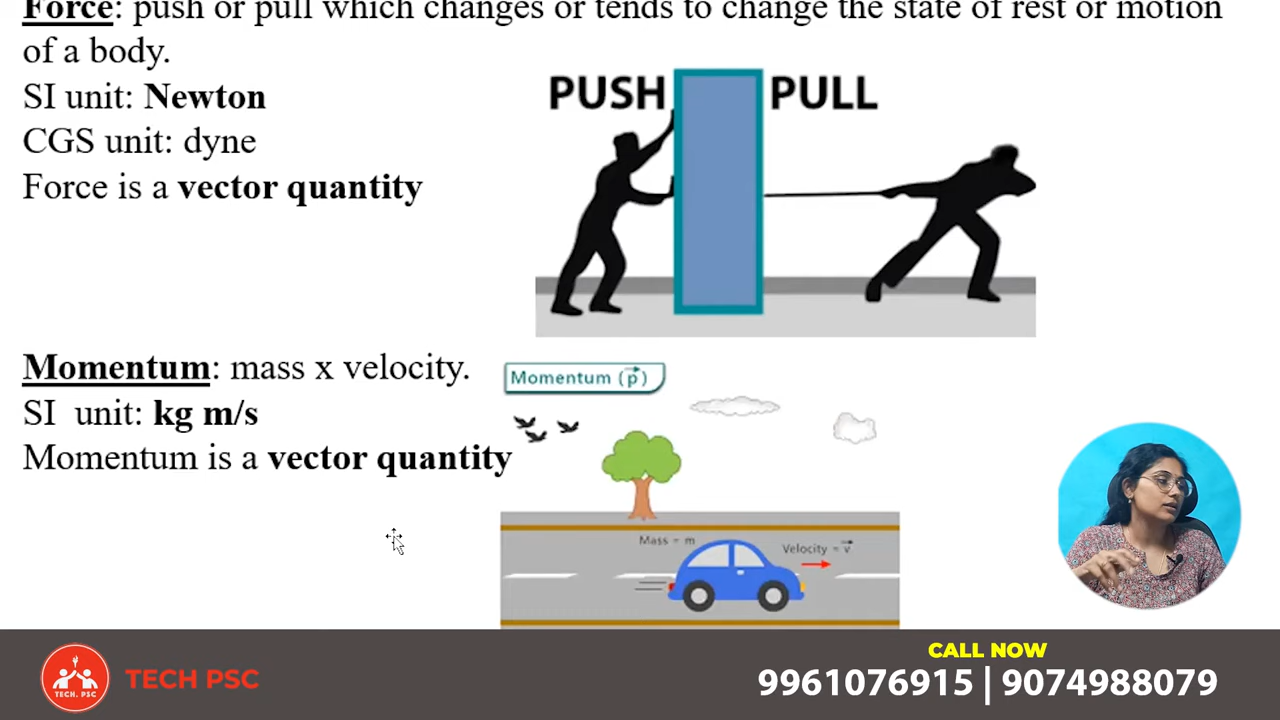 Force: push or pull which changes or tends to change the state of rest or motion
of a body.
SI unit: Newton
CGS unit: dyne
Force is a vector quantity
PUSH PULL
Momentum: mass x velocity.
SI unit: kg m/s
Momentum is a vector quantity
Momentum (p⃗)
Mass = m
Velocity = v⃗
TECH. PSC
TECH PSC
CALL NOW
9961076915 | 9074988079